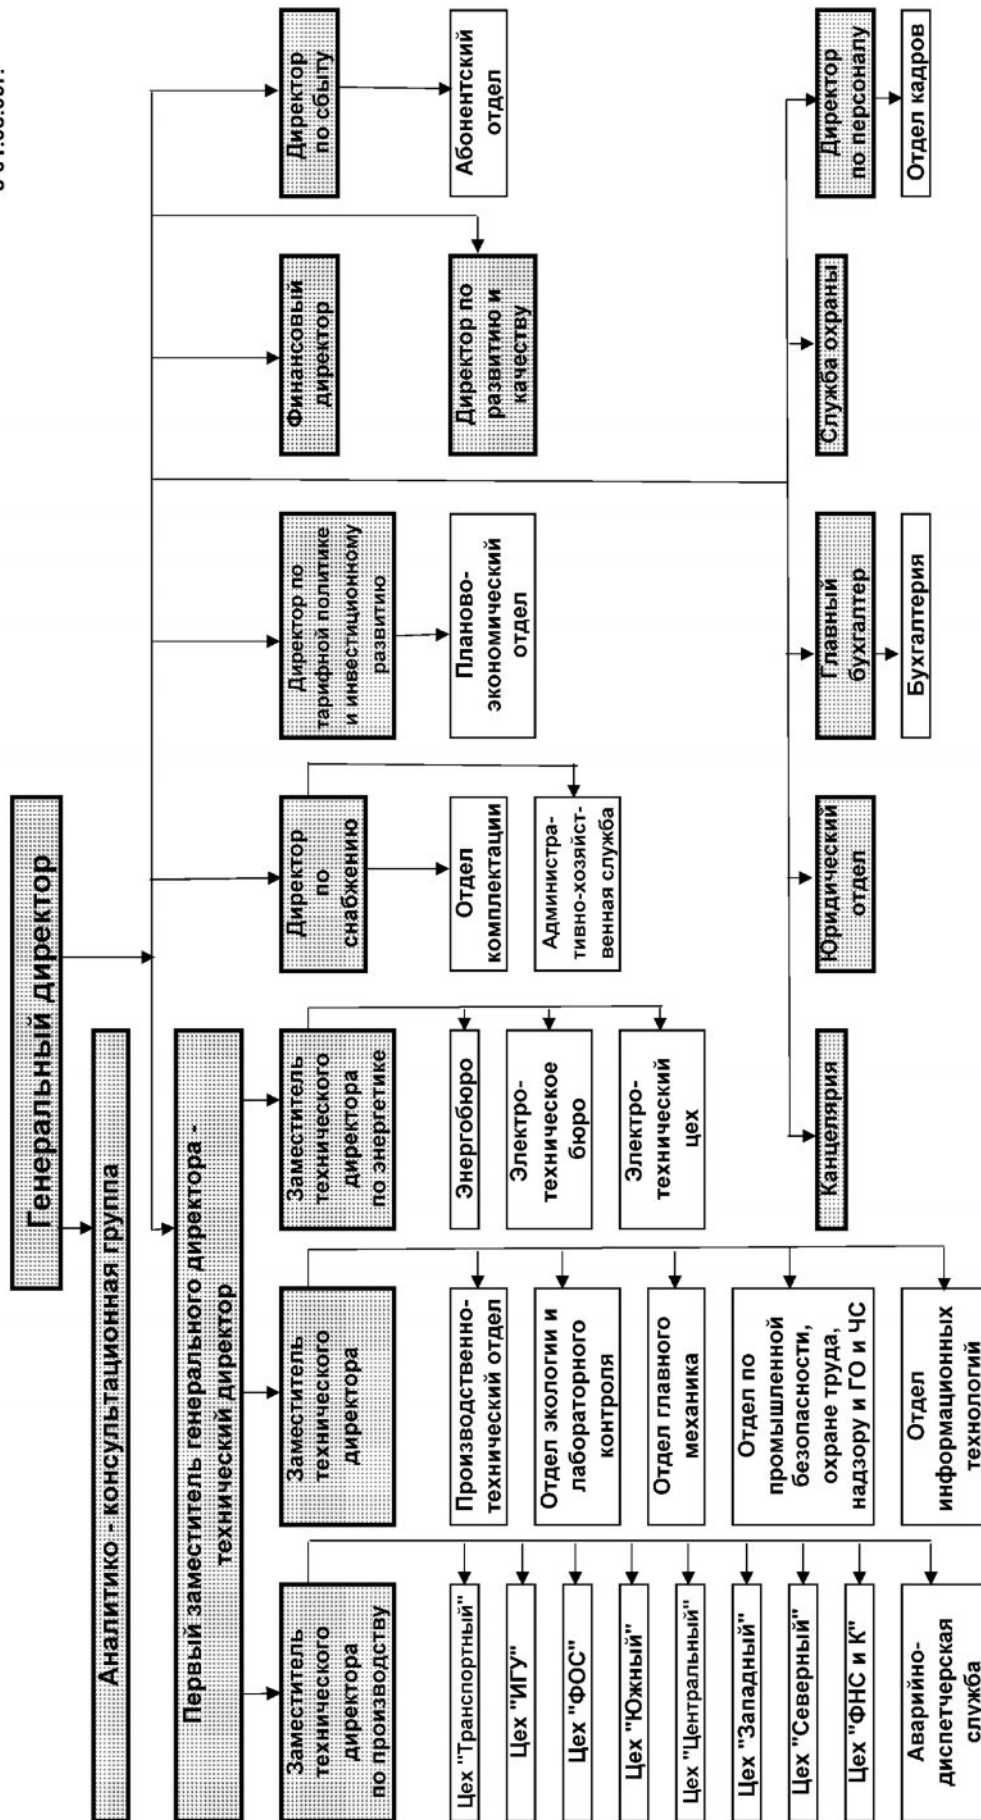 Генеральный директор
Аналитико - консультационная группа
Первый заместитель генерального директора -
технический директор
Заместитель
технического
директора
по производству
Цех "Транспортный"
Цех "ИГУ"
Цех "ФОС"
Цех "Южный"
Цех "Центральный"
Цех "Западный"
Цех "Северный"
Цех "ФНС и К"
Аварийно-
диспетчерская
служба
Заместитель
технического
директора
Производственно-
технический отдел
Отдел экологии и
лабораторного
контроля
Отдел главного
механика
Отдел по
промышленной
безопасности,
охране труда,
надзору и ГО и ЧС
Отдел
информационных
технологий
Заместитель
технического
директора
по энергетике
Энергобюро
Электро-
техническое
бюро
Электро-
технический
цех
Директор
по
снабжению
Отдел
комплектации
Администра-
тивно-хозяйст-
венная служба
Директор по
тарифной политике
и инвестиционному
развитию
Планово-
экономический
отдел
Финансовый
директор
Директор по
развитию и
качеству
Директор
по сбыту
Абонентский
отдел
Канцелярия
Юридический
отдел
Главный
бухгалтер
Бухгалтерия
Служба охраны
Директор
по персоналу
Отдел кадров